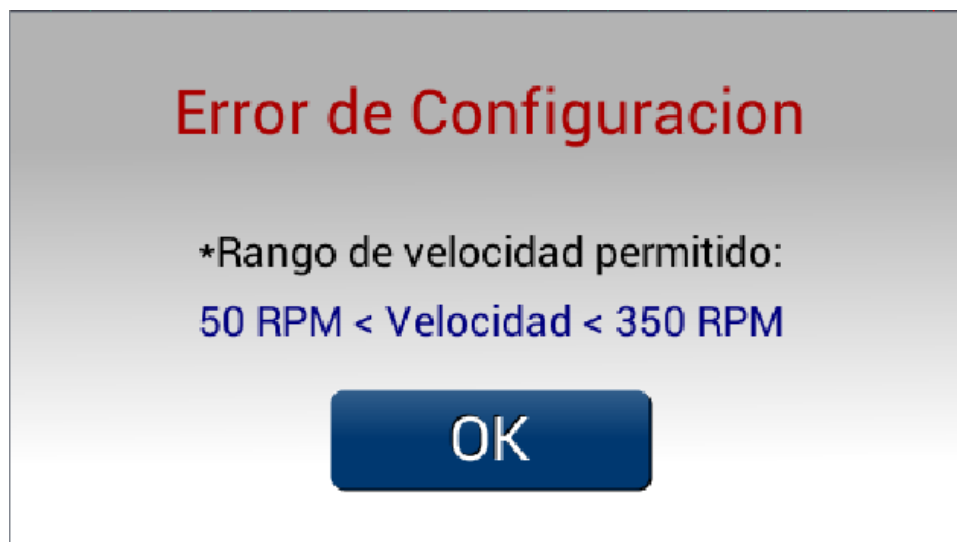 Error de Configuracion
*Rango de velocidad permitido:
50 RPM < Velocidad < 350 RPM
OK